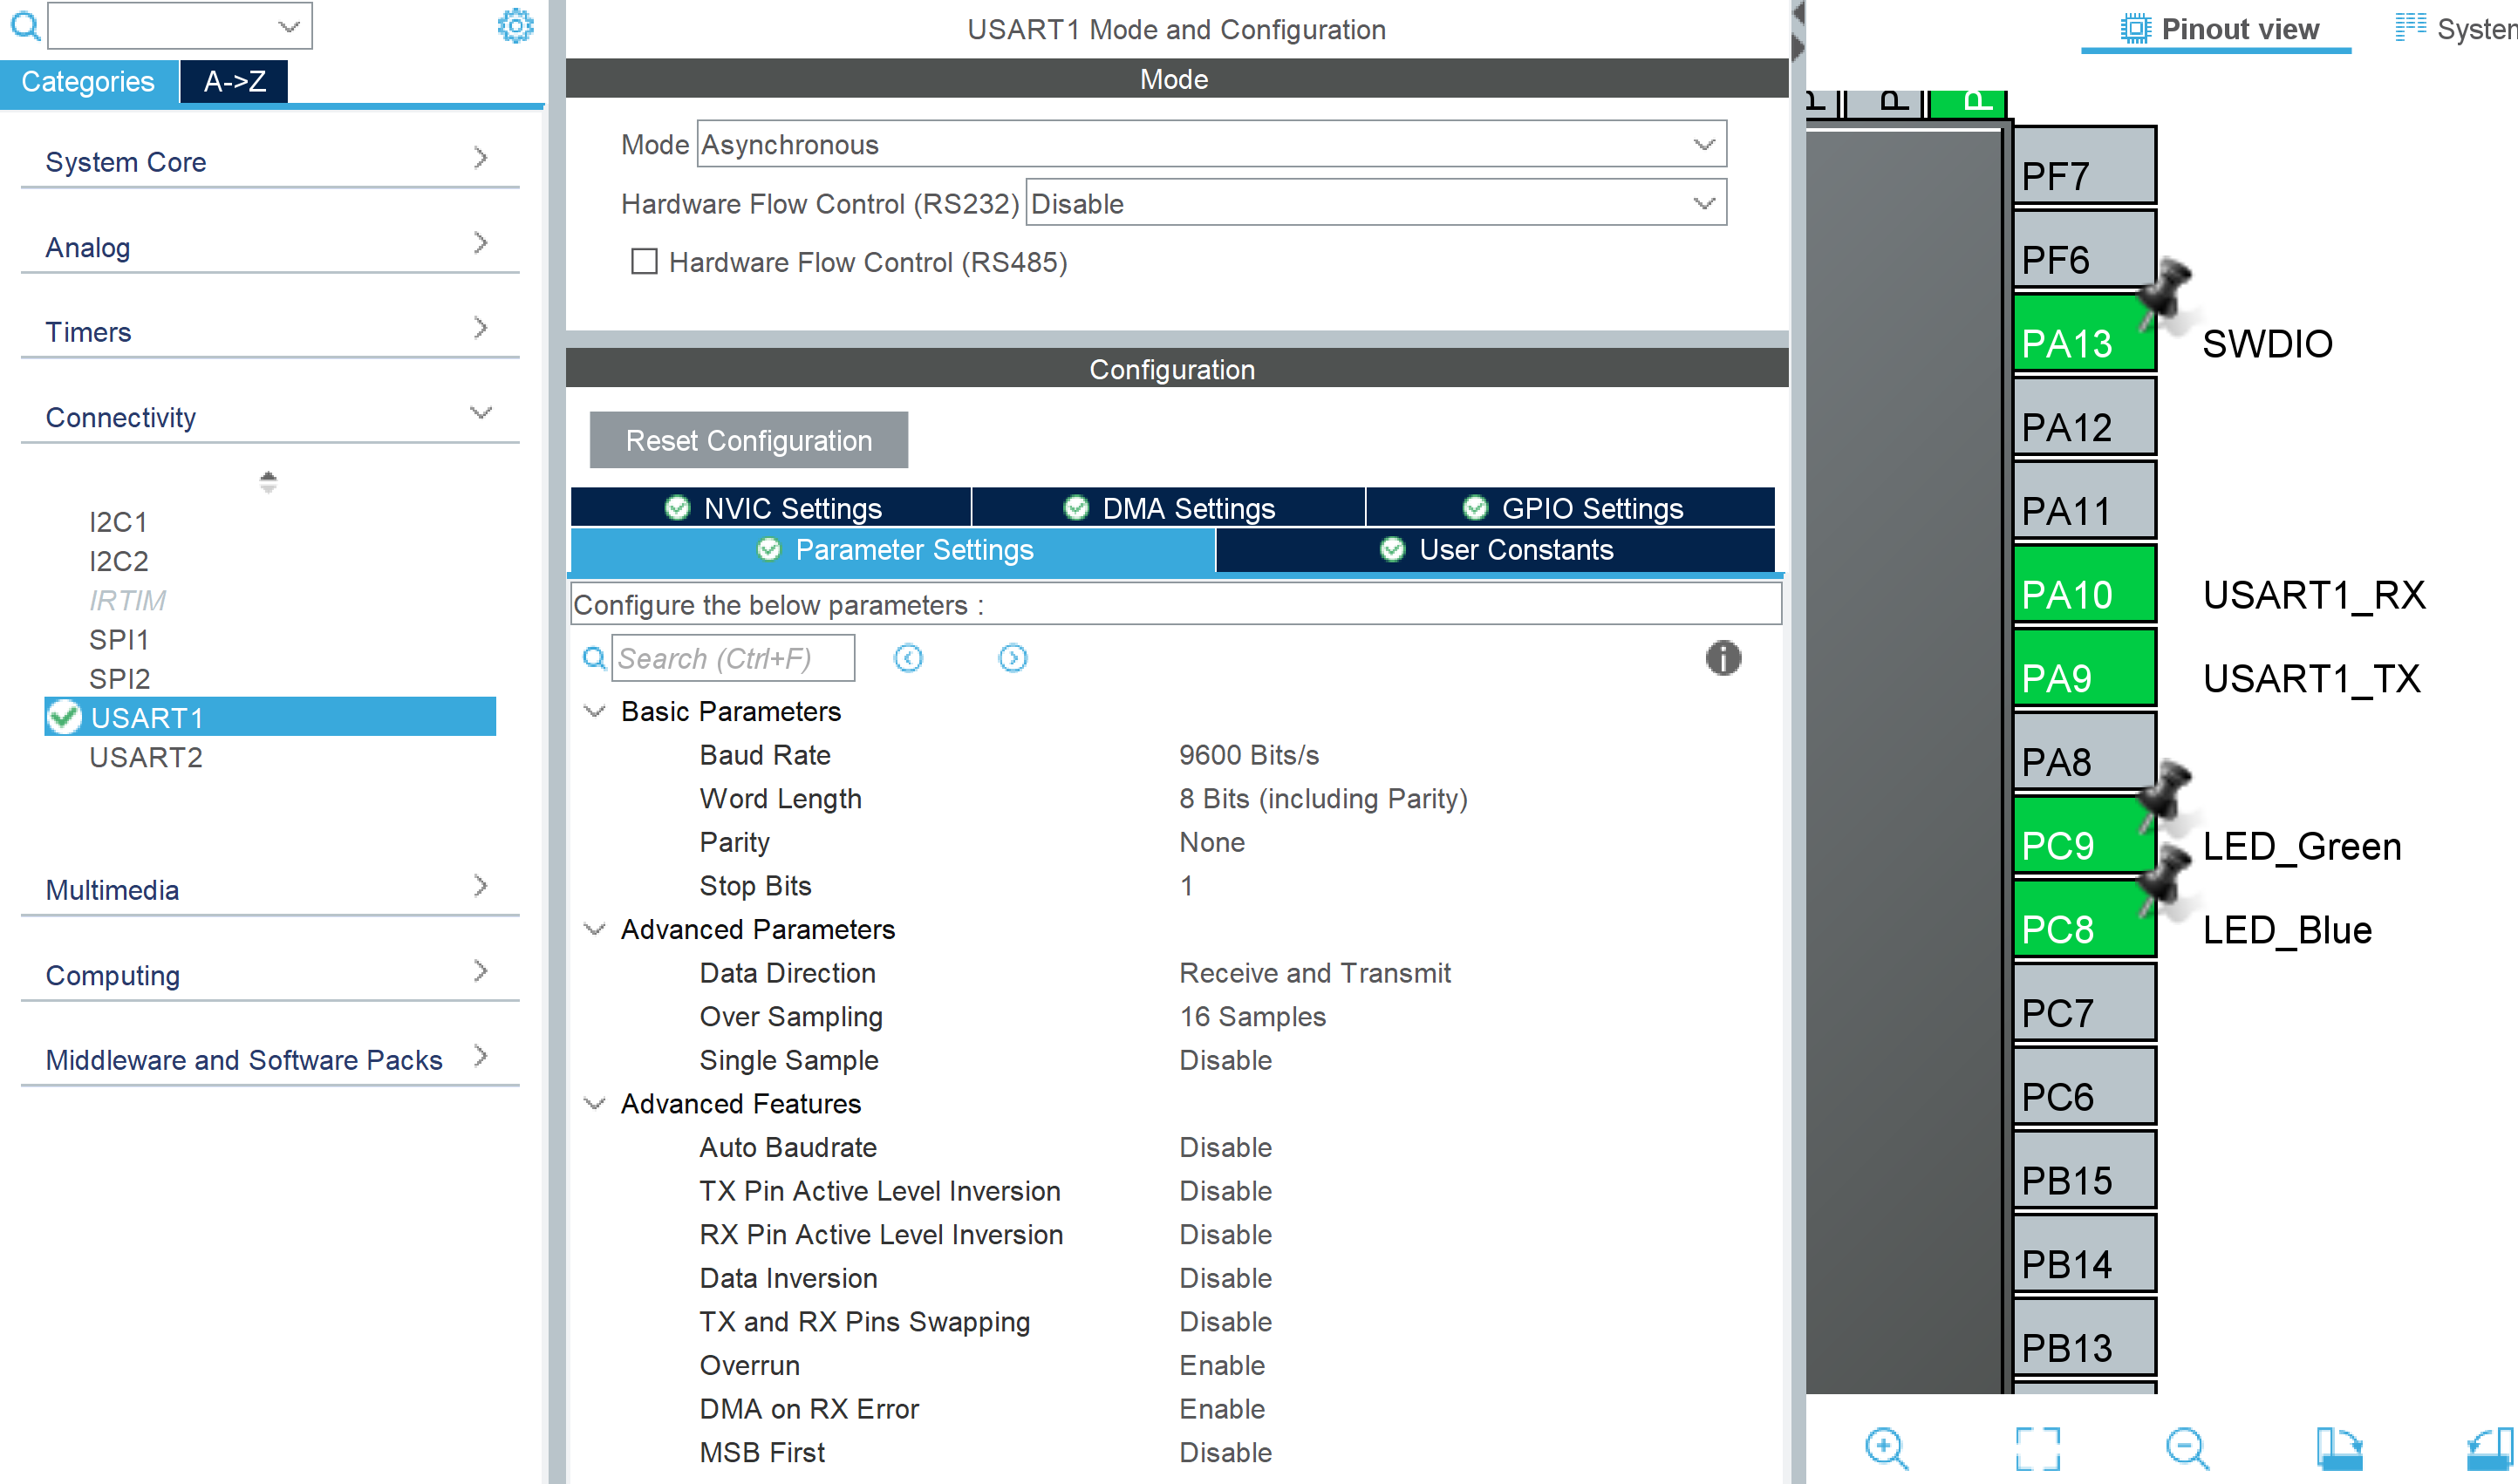 Categories
A->Z
System Core
Analog
Timers
Connectivity
I2C1
I2C2
IRTIM
SPI1
SPI2
USART1
USART2
Multimedia
Computing
Middleware and Software Packs
USART1 Mode and Configuration
Mode
Mode Asynchronous
Hardware Flow Control (RS232) Disable
Hardware Flow Control (RS485)
Configuration
Reset Configuration
NVIC Settings DMA Settings GPIO Settings
Parameter Settings User Constants
Configure the below parameters :
Search (Ctrl+F)
Basic Parameters
Baud Rate 9600 Bits/s
Word Length 8 Bits (including Parity)
Parity None
Stop Bits 1
Advanced Parameters
Data Direction Receive and Transmit
Over Sampling 16 Samples
Single Sample Disable
Advanced Features
Auto Baudrate Disable
TX Pin Active Level Inversion Disable
RX Pin Active Level Inversion Disable
Data Inversion Disable
TX and RX Pins Swapping Disable
Overrun Enable
DMA on RX Error Enable
MSB First Disable
Pinout view System
P P P
PF7
PF6
PA13 SWDIO
PA12
PA11
PA10 USART1_RX
PA9 USART1_TX
PA8
PC9 LED_Green
PC8 LED_Blue
PC7
PC6
PB15
PB14
PB13